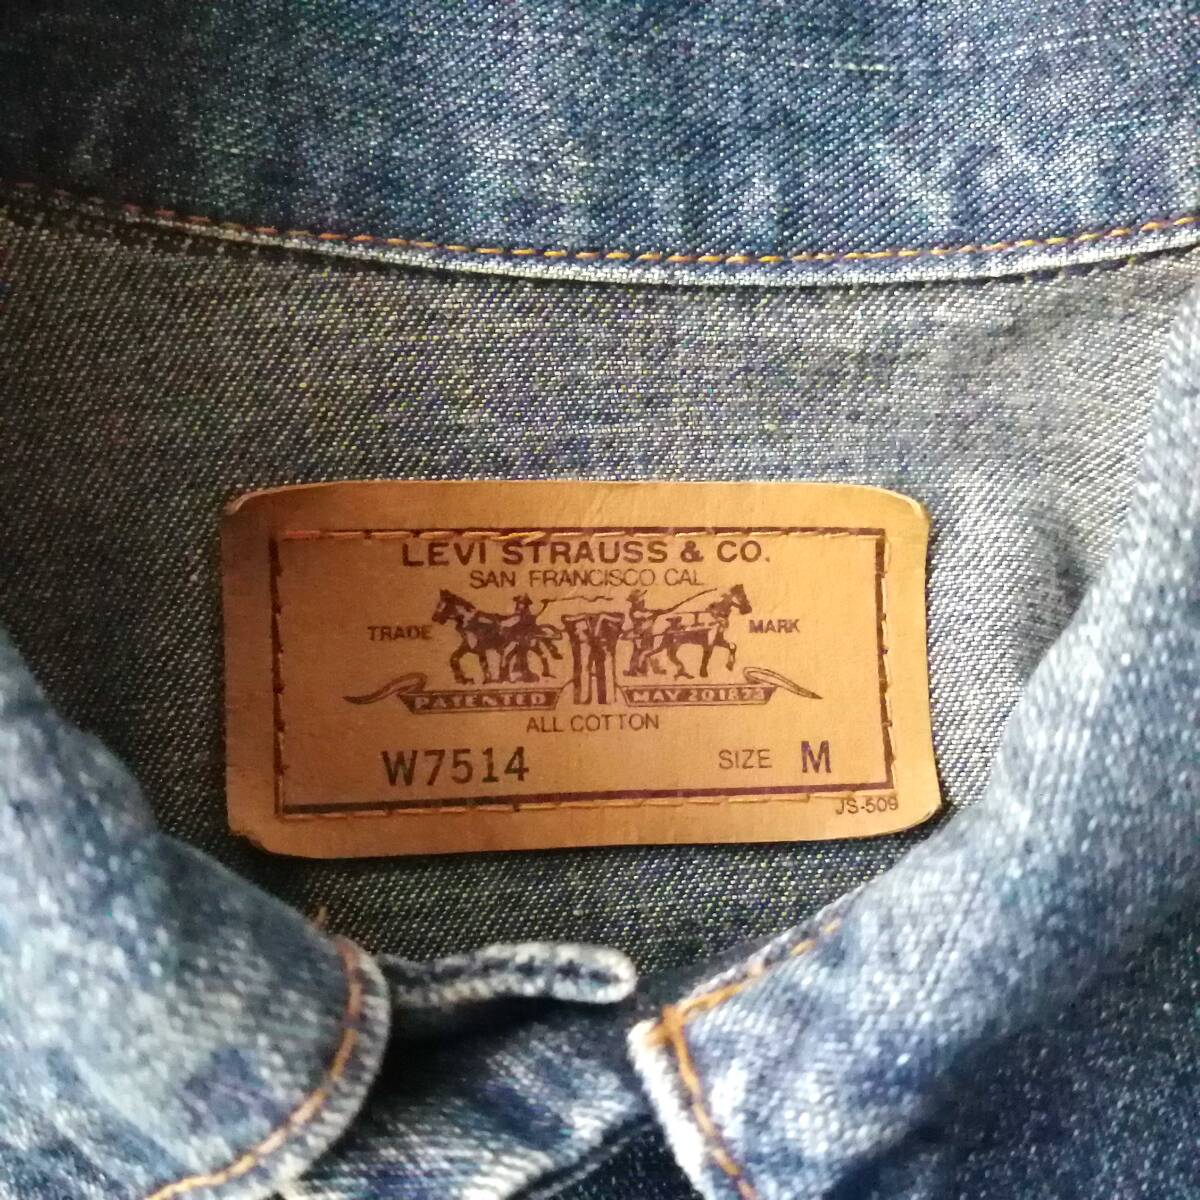 LEVI STRAUSS & CO.
SAN FRANCISCO CAL
TRADE MARK
PATENTED MAY 20 1873
ALL COTTON
W7514 SIZE M
JS-509